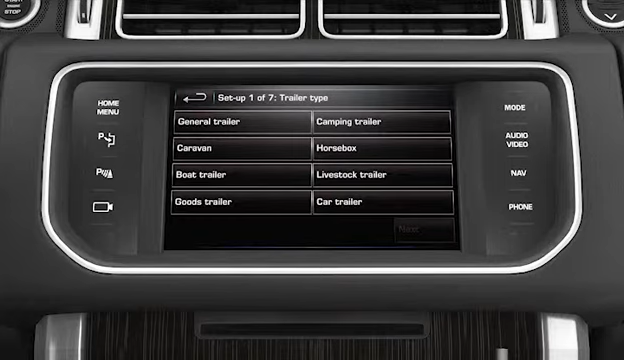 STOP
HOME
MENU
P
P
Set-up 1 of 7: Trailer type
General trailer
Camping trailer
Caravan
Horsebox
Boat trailer
Livestock trailer
Goods trailer
Car trailer
Next
MODE
AUDIO
VIDEO
NAV
PHONE